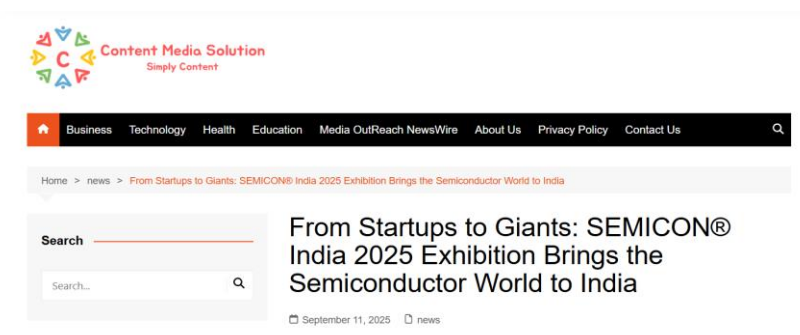 C
Content Media Solution
Simply Content
Business Technology Health Education Media OutReach NewsWire About Us Privacy Policy Contact Us
Home > news > From Startups to Giants: SEMICON® India 2025 Exhibition Brings the Semiconductor World to India
Search
Search...
From Startups to Giants: SEMICON®
India 2025 Exhibition Brings the
Semiconductor World to India
September 11, 2025 news